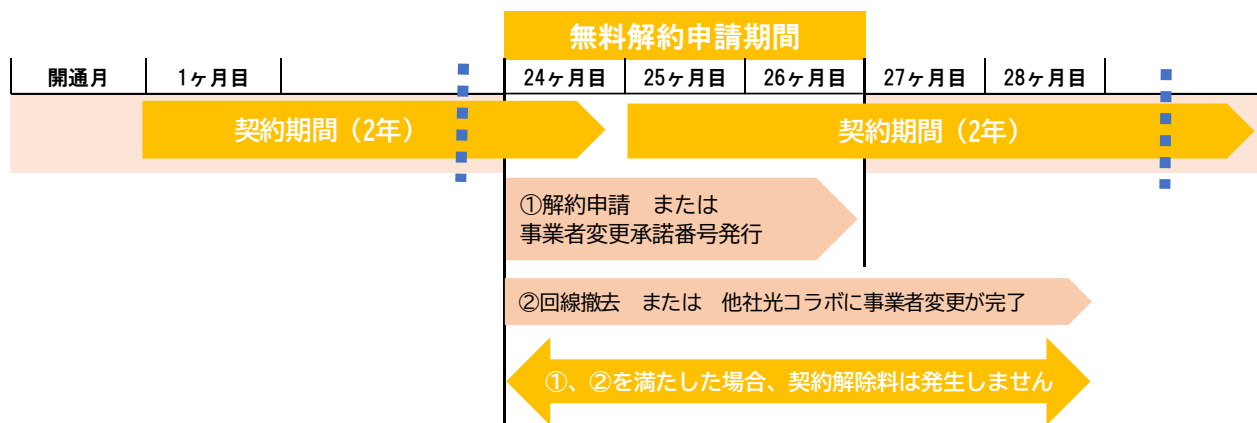 無料解約申請期間
開通月 1ヶ月目 24ヶ月目 25ヶ月目 26ヶ月目 27ヶ月目 28ヶ月目
契約期間（2年） 契約期間（2年）
①解約申請　または
事業者変更承諾番号発行
②回線撤去　または　他社光コラボに事業者変更が完了
①、②を満たした場合、契約解除料は発生しません